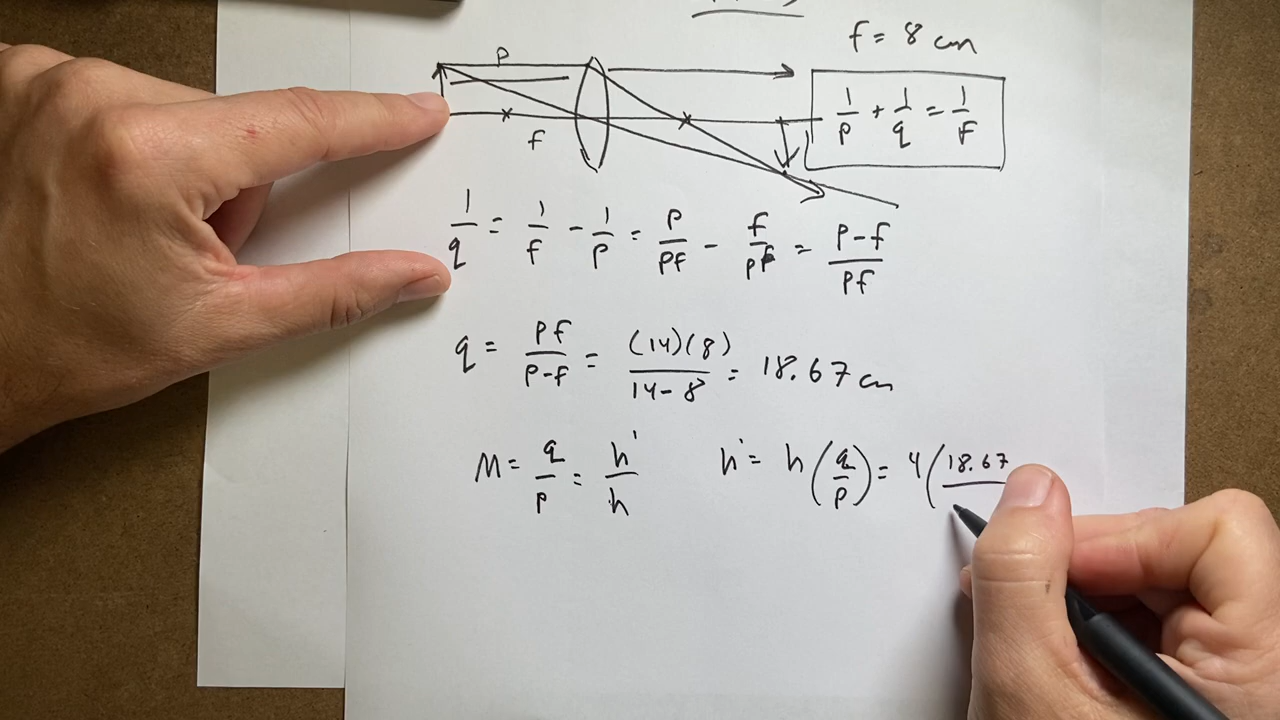 f = 8 cm
P
1/p + 1/q = 1/f
f
1/q = 1/f - 1/p = p/pf - f/pf = p-f/pf
q = pf/p-f = (14)(8)/14-8 = 18.67 cm
M = q/p = h'/h
h' = h(q/p) = 4(18.67